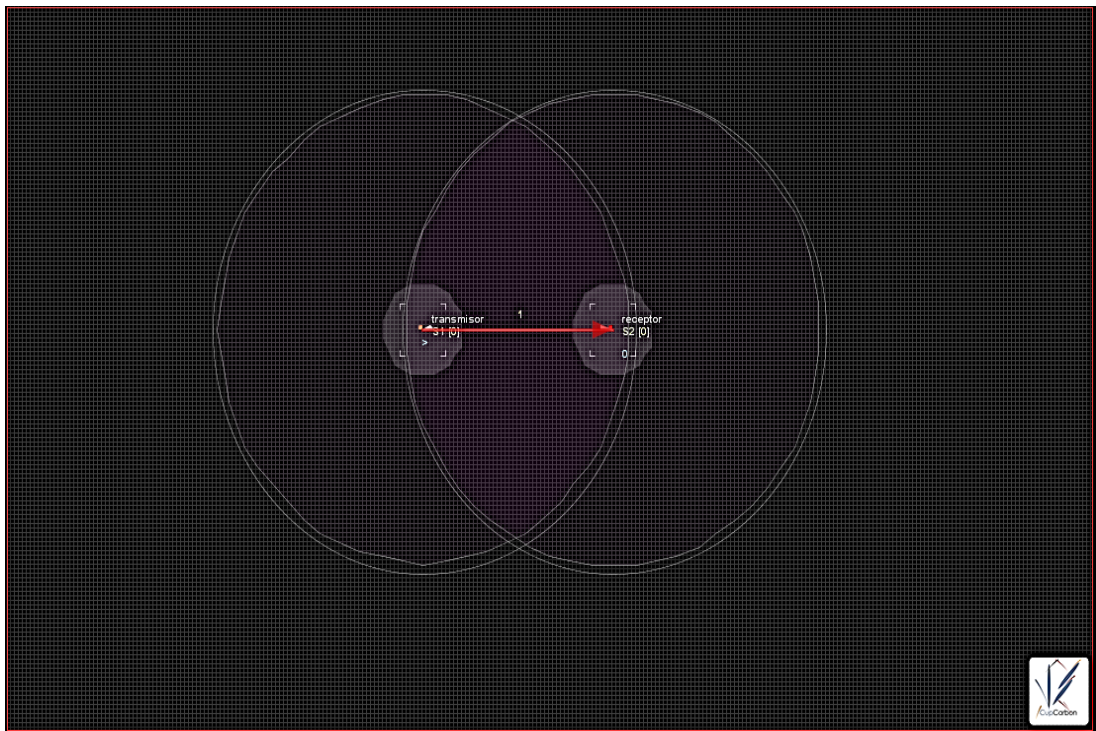 1
transmisor
S1 [0]
>
receptor
S2 [0]
0
CupCarbon